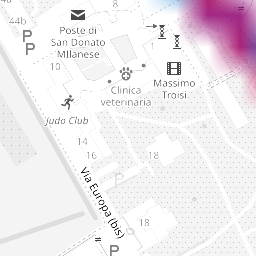 44b
P
P
Poste di
San Donato
MIlanese
10
Massimo
Troisi
Clinica
veterinaria
Judo Club
14
16
18
P
Via Europa (bis)
18
P
P